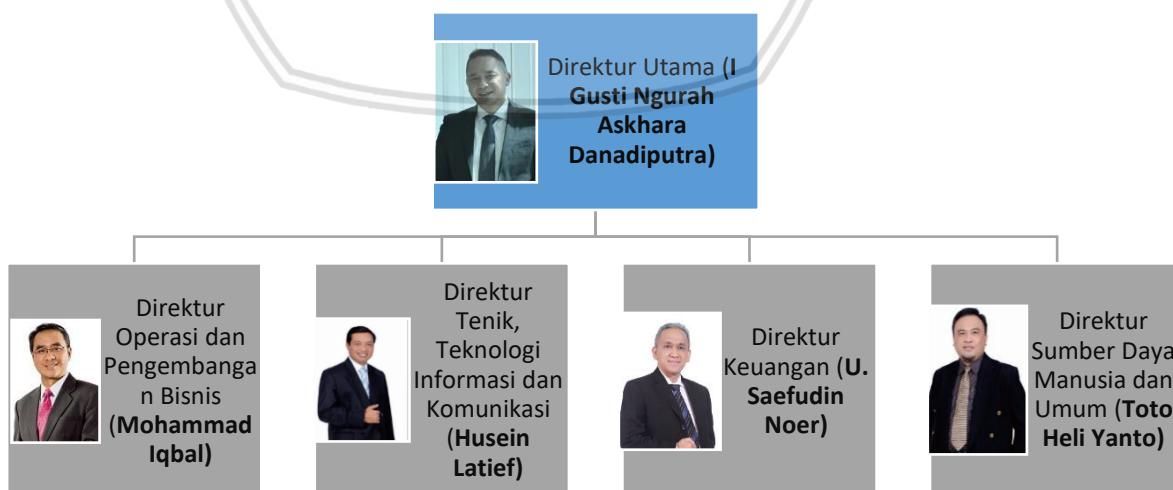 Direktur Utama (I
Gusti Ngurah
Askhara
Danadiputra)
Direktur
Operasi dan
Pengembanga
n Bisnis
(Mohammad
Iqbal)
Direktur
Tenik,
Teknologi
Informasi dan
Komunikasi
(Husein
Latief)
Direktur
Keuangan (U.
Saefudin
Noer)
Direktur
Sumber Daya
Manusia dan
Umum (Toto
Heli Yanto)